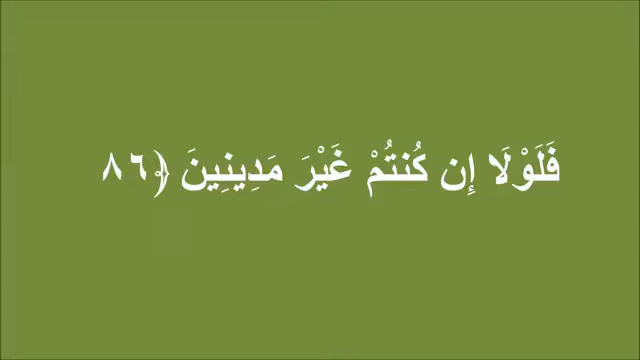 فَلَوْلَا إِن كُنتُمْ غَيْرَ مَدِينِينَ ﴿٨٦